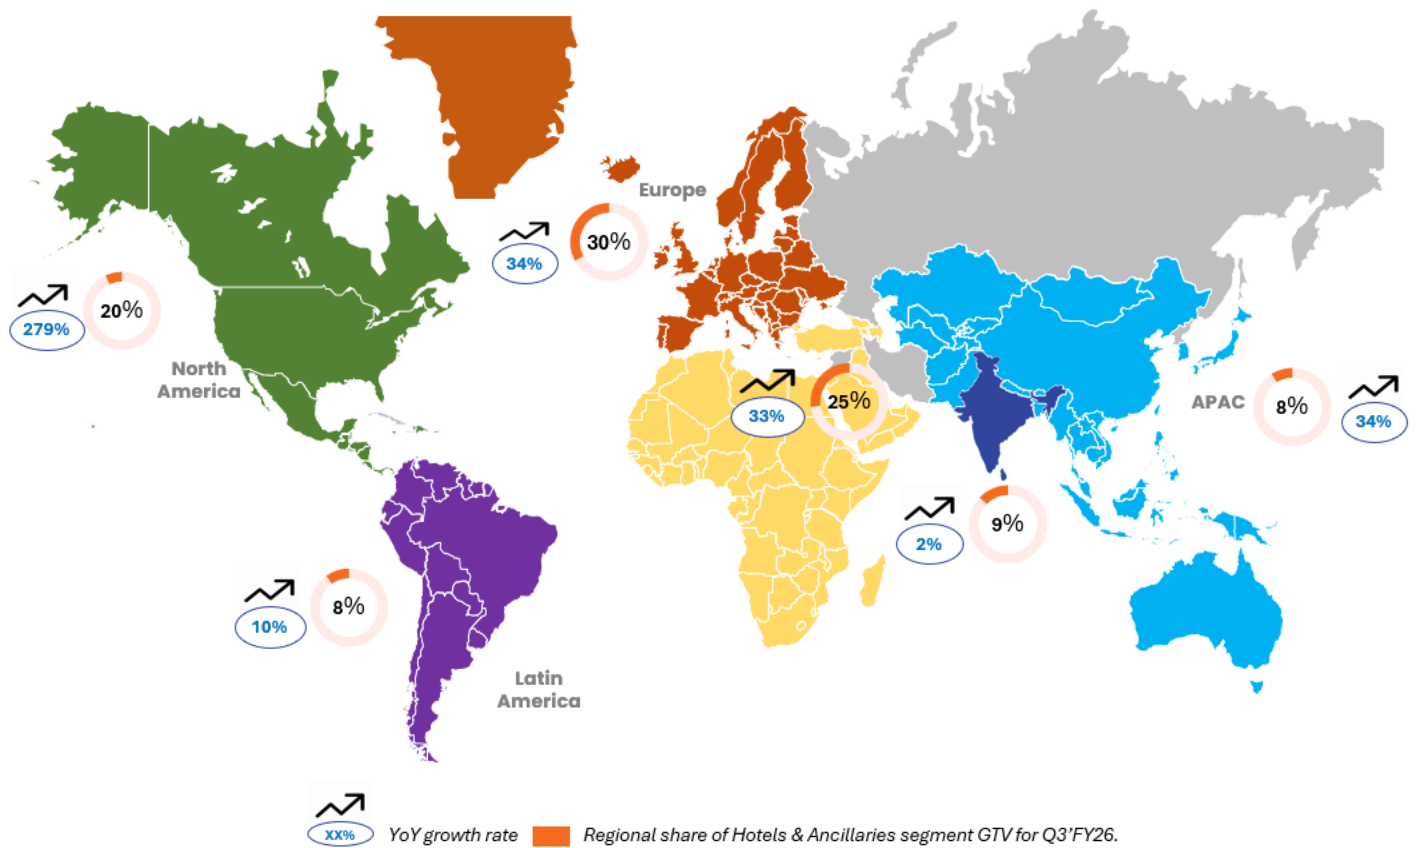 Europe
30%
34%
20%
279%
North
America
25%
33%
APAC
8%
34%
9%
2%
8%
10%
Latin
America
XX%
YoY growth rate
Regional share of Hotels & Ancillaries segment GTV for Q3'FY26.